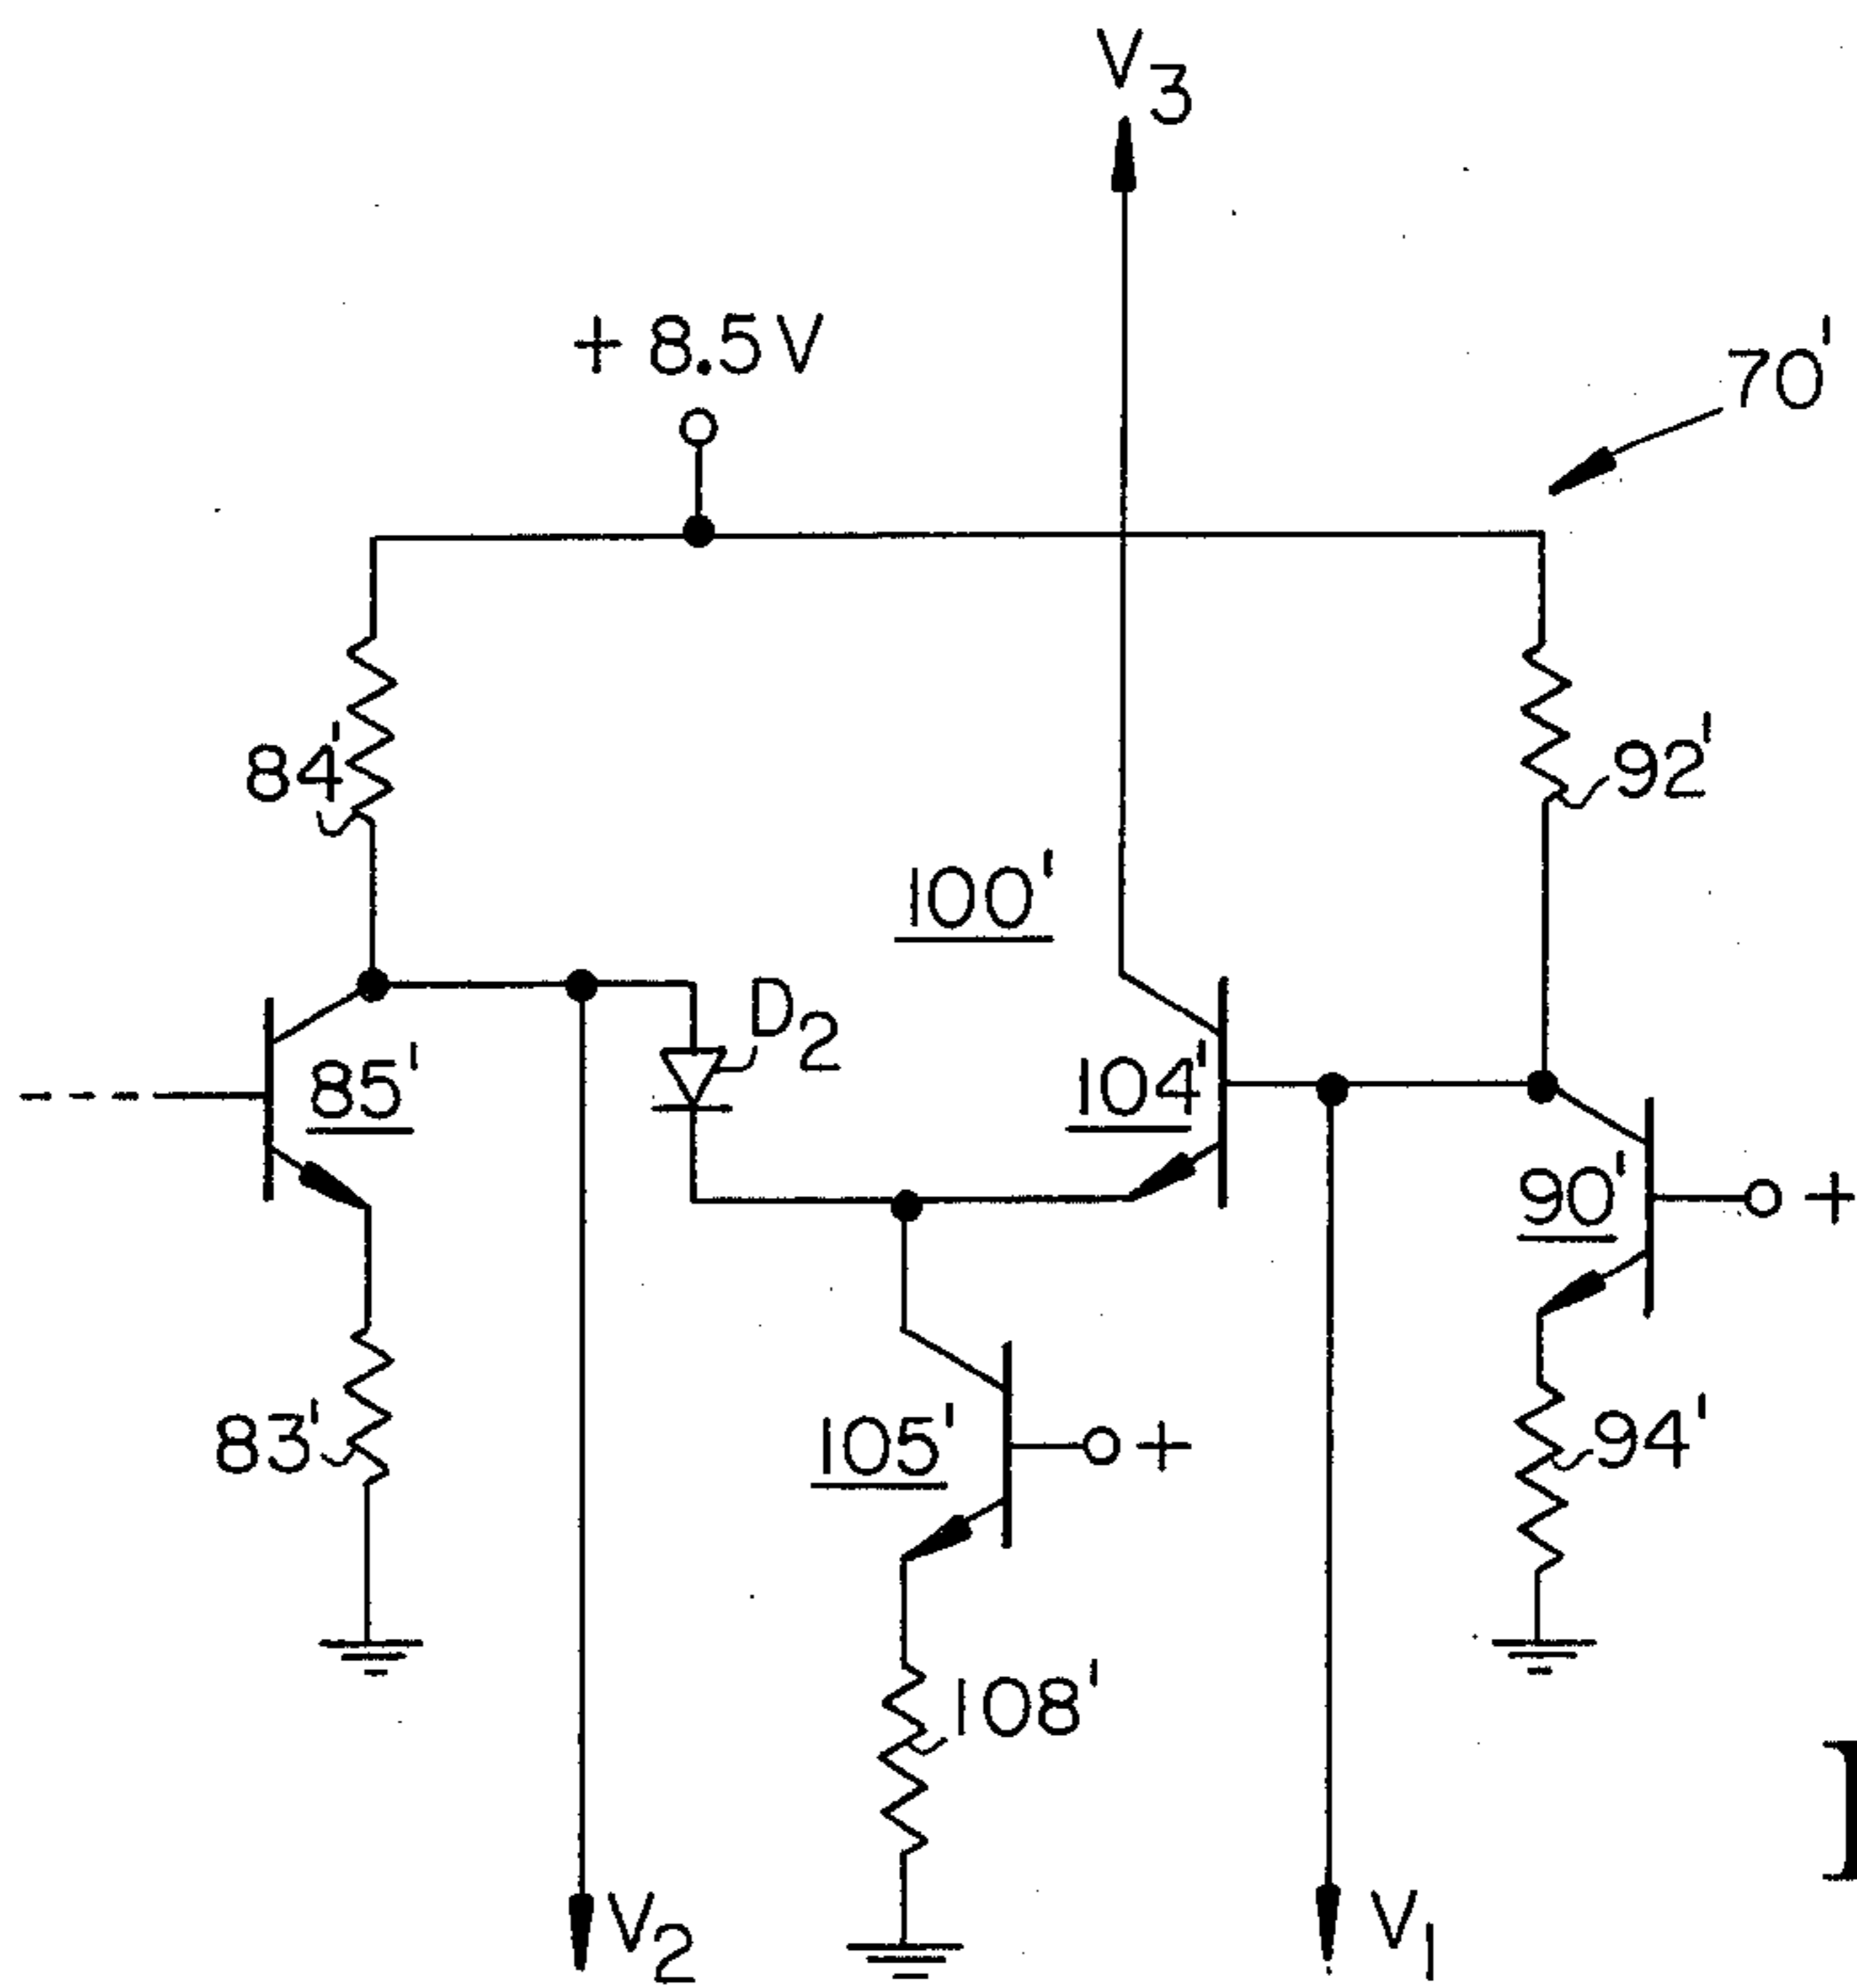 V3
+ 8.5V
70'
84'
92'
100'
D2
85'
104'
90'
+
83'
105'
+
94'
108'
V2
V1